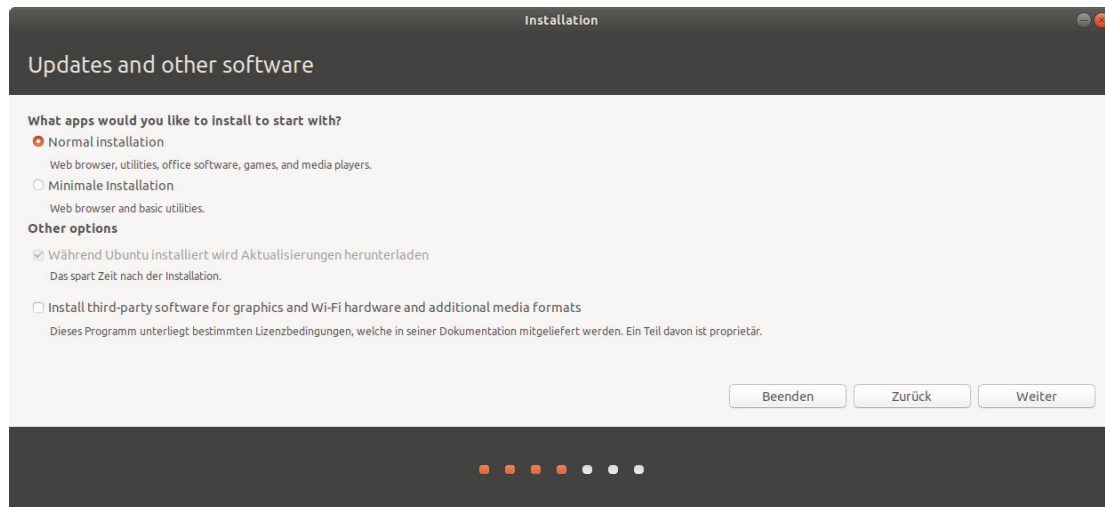 Installation
Updates and other software
What apps would you like to install to start with?
Normal installation
Web browser, utilities, office software, games, and media players.
Minimale Installation
Web browser and basic utilities.
Other options
Während Ubuntu installiert wird Aktualisierungen herunterladen
Das spart Zeit nach der Installation.
Install third-party software for graphics and Wi-Fi hardware and additional media formats
Dieses Programm unterliegt bestimmten Lizenzbedingungen, welche in seiner Dokumentation mitgeliefert werden. Ein Teil davon ist proprietär.
Beenden Zurück Weiter